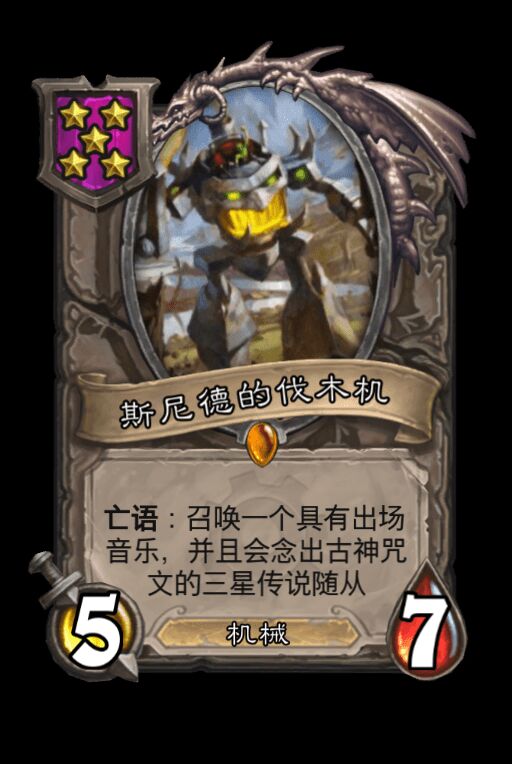 斯尼德的伐木机
亡语：召唤一个具有出场
音乐，并且会念出古神咒
文的三星传说随从
5
机械
7